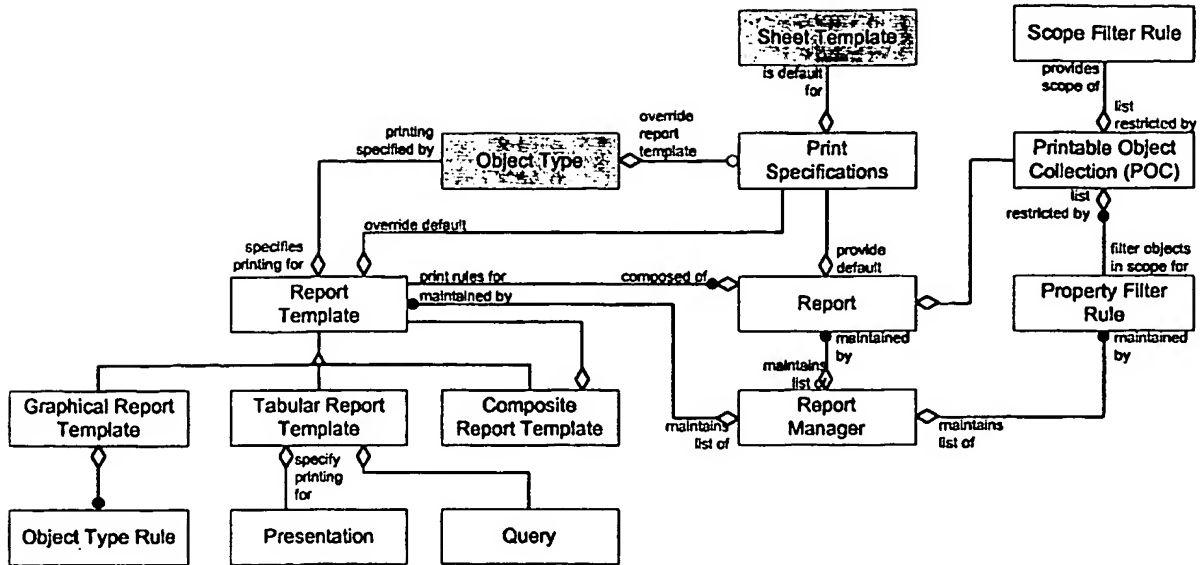 Sheet Template
Scope Filter Rule
is default
for
provides
scope of
list
restricted by
printing
specified by
Object Type
override
report
template
Print
Specifications
Printable Object
Collection (POC)
list
restricted by
override default
specifies
printing for
provide
default
filter objects
in scope for
Report
Template
print rules for
maintained by
composed of
Report
Property Filter
Rule
maintained
by
maintained
by
maintains
list of
Graphical Report
Template
Tabular Report
Template
Composite
Report Template
maintains
list of
Report
Manager
maintains
list of
specify
printing
for
Object Type Rule
Presentation
Query